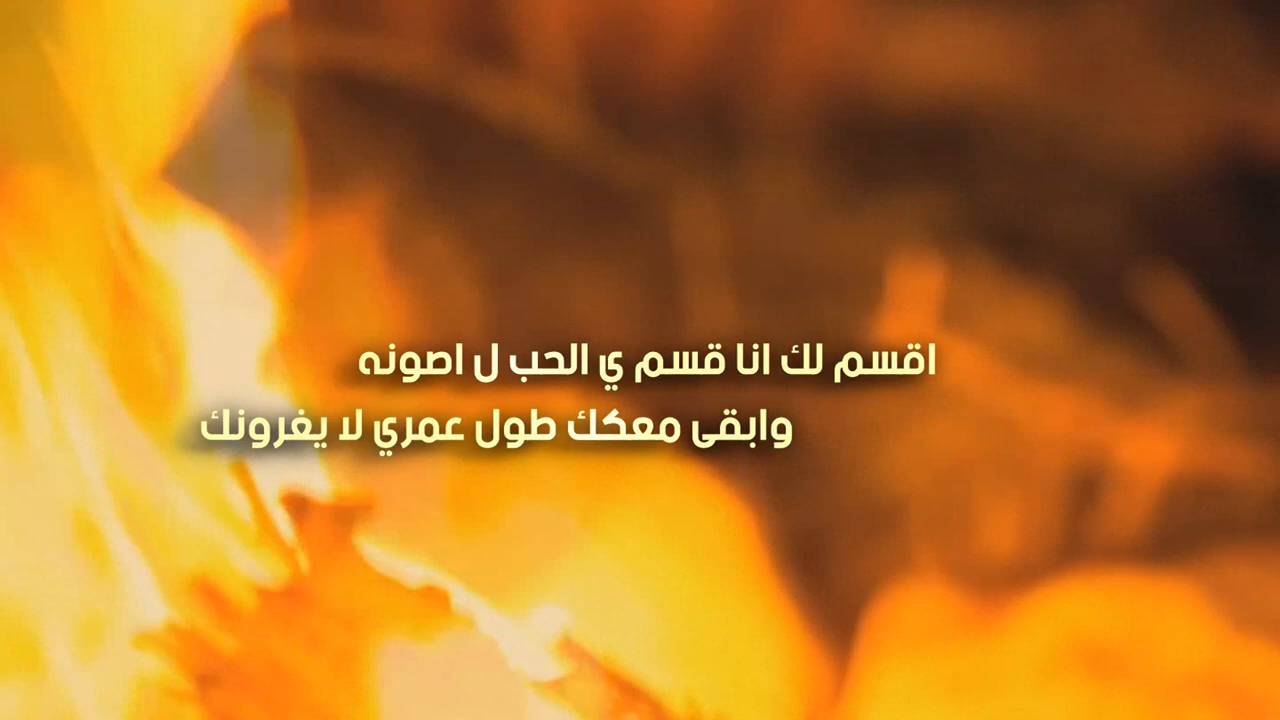 اقسم لك انا قسم ي الحب ل اصونه
وابقى معكك طول عمري لا يغرونك